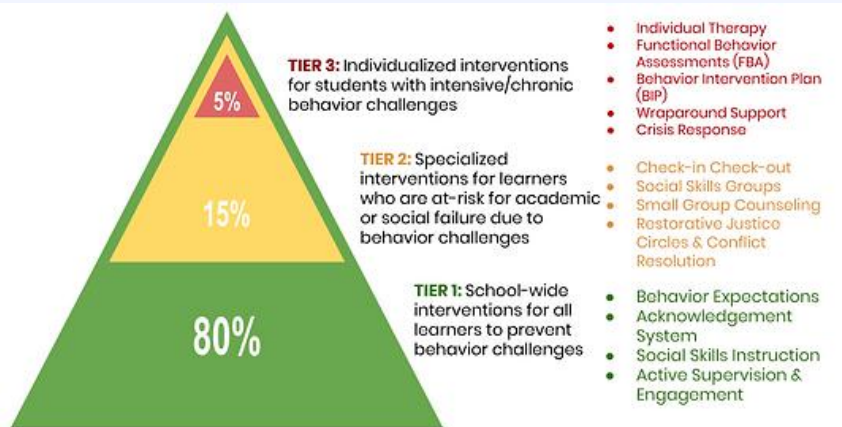 5%
TIER 3: Individualized interventions
for students with intensive/chronic
behavior challenges
• Individual Therapy
• Functional Behavior
Assessments (FBA)
• Behavior Intervention Plan
(BIP)
• Wraparound Support
• Crisis Response
15%
TIER 2: Specialized
interventions for learners
who are at-risk for academic
or social failure due to
behavior challenges
• Check-in Check-out
• Social Skills Groups
• Small Group Counseling
• Restorative Justice
Circles & Conflict
Resolution
80%
TIER 1: School-wide
interventions for all
learners to prevent
behavior challenges
• Behavior Expectations
• Acknowledgement
System
• Social Skills Instruction
• Active Supervision &
Engagement